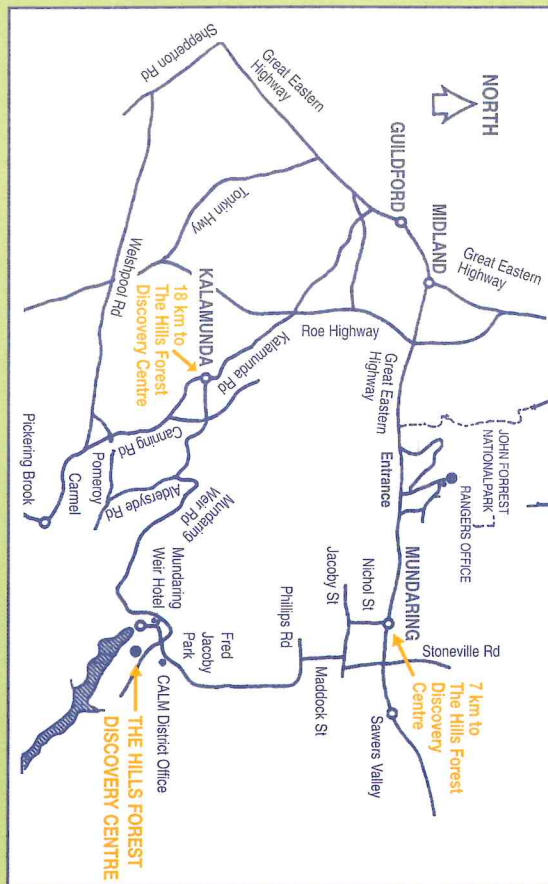 NORTH
Shepperton Rd
Great Eastern
Highway
GUILDFORD
MIDLAND
Great Eastern
Highway
Tonkin Hwy
Welshpool Rd
KALAMUNDA
18 km to
The Hills Forest
Discovery Centre
Kalamunda Rd
Roe Highway
Great Eastern
Highway
Entrance
JOHN FORREST
NATIONALPARK
RANGERS OFFICE
Canning Rd
Pomeroy
Carmel
Pickering Brook
Aldersyde Rd
Mundaring
Weir Rd
MUNDARING
Nichol St
Jacoby St
Stoneville Rd
7 km to
The Hills Forest
Discovery
Centre
Sawers Valley
Phillips Rd
Maddock St
Mundaring
Weir Hotel
Fred
Jacoby
Park
CALM District Office
THE HILLS FOREST
DISCOVERY CENTRE